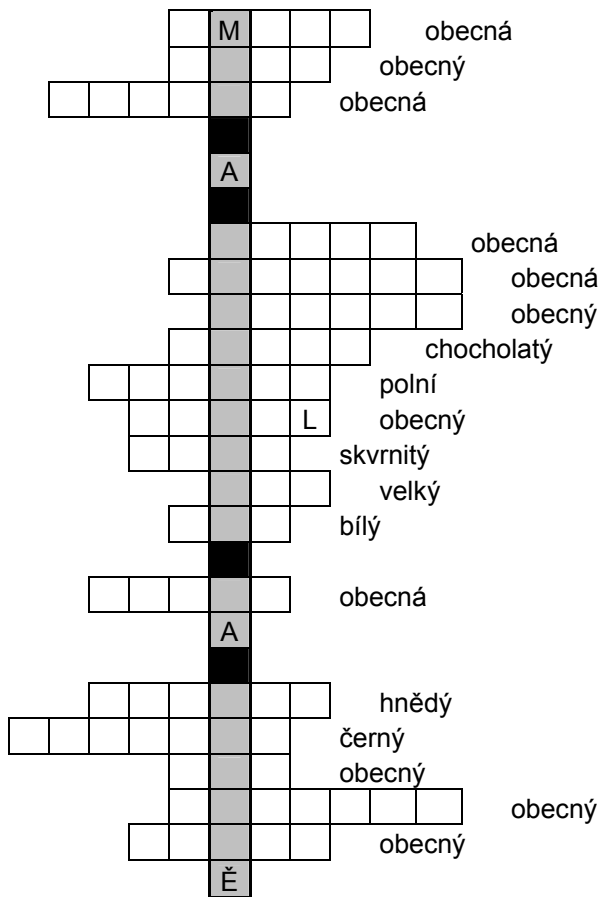 M obecná
obecný
obecná
A
obecná
obecná
obecný
chocholatý
polní
L obecný
skvrnitý
velký
bílý
obecná
A
hnědý
černý
obecný
obecný
obecný
Ě